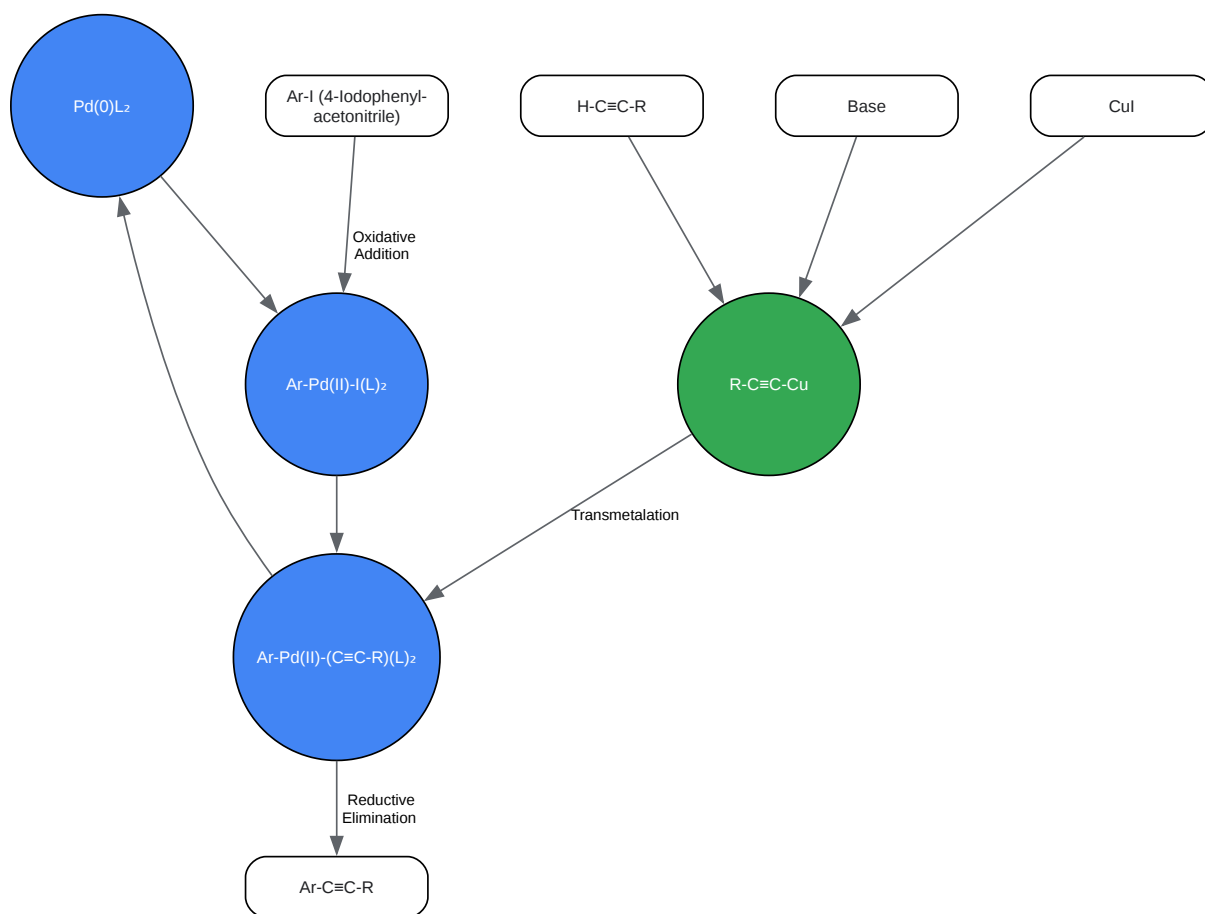 Pd(0)L₂
Ar-I (4-Iodophenyl-
acetonitrile)
H-C≡C-R
Base
CuI
Oxidative
Addition
Ar-Pd(II)-I(L)₂
R-C≡C-Cu
Transmetalation
Ar-Pd(II)-(C≡C-R)(L)₂
Reductive
Elimination
Ar-C≡C-R